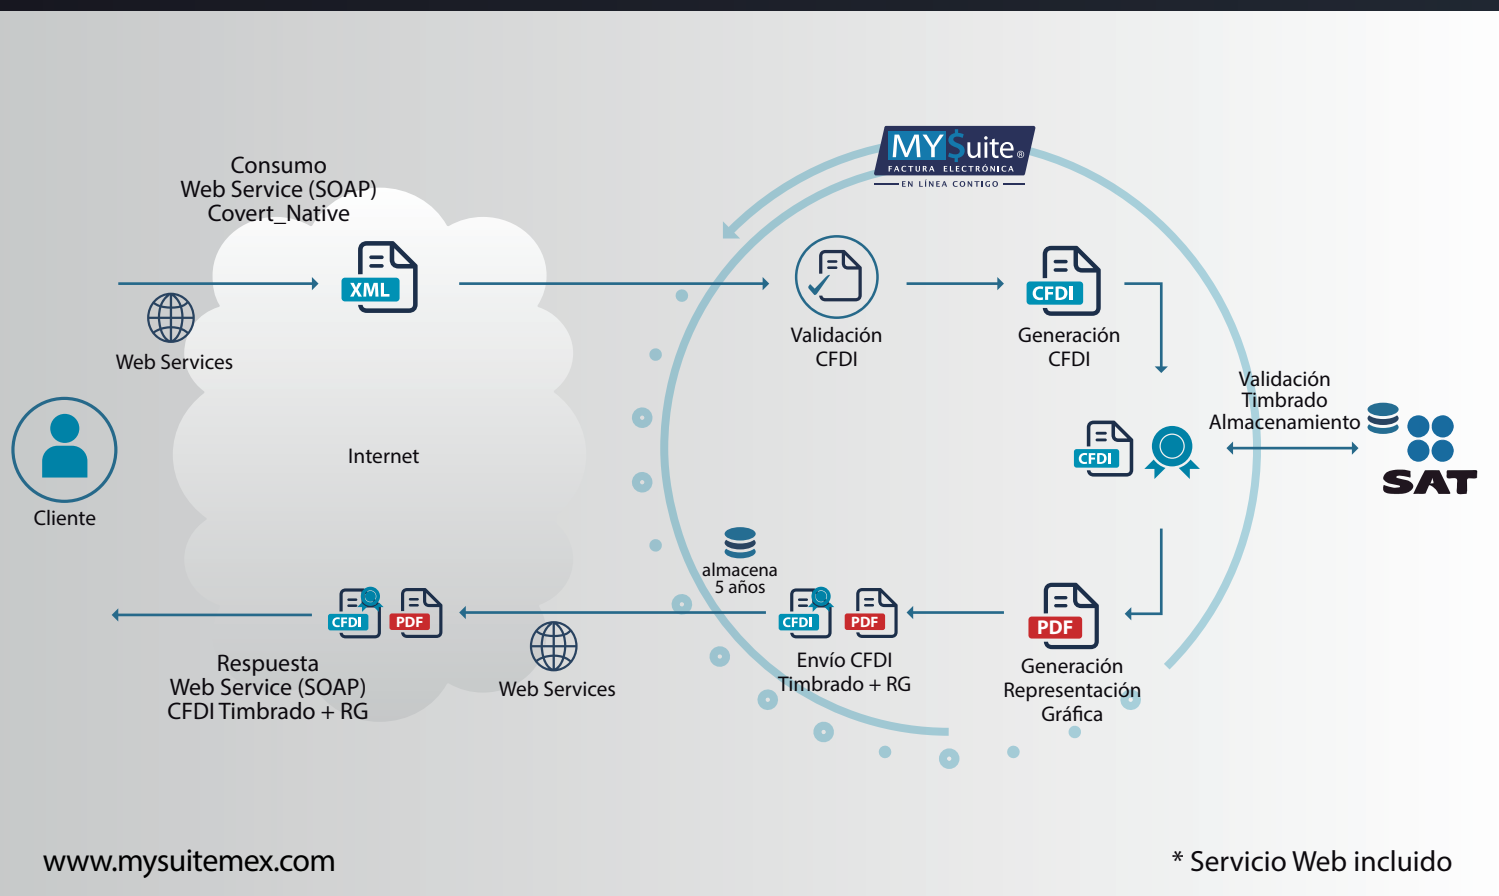 MYSuite®
FACTURA ELECTRÓNICA
EN LÍNEA CONTIGO
Consumo
Web Service (SOAP)
Covert_Native
XML
Web Services
Validación
CFDI
CFDI
Generación
CFDI
Validación
Timbrado
Almacenamiento
CFDI
SAT
Internet
Cliente
almacena
5 años
CFDI
PDF
Respuesta
Web Service (SOAP)
CFDI Timbrado + RG
Web Services
CFDI
PDF
Envío CFDI
Timbrado + RG
PDF
Generación
Representación
Gráfica
www.mysuitemex.com
* Servicio Web incluido